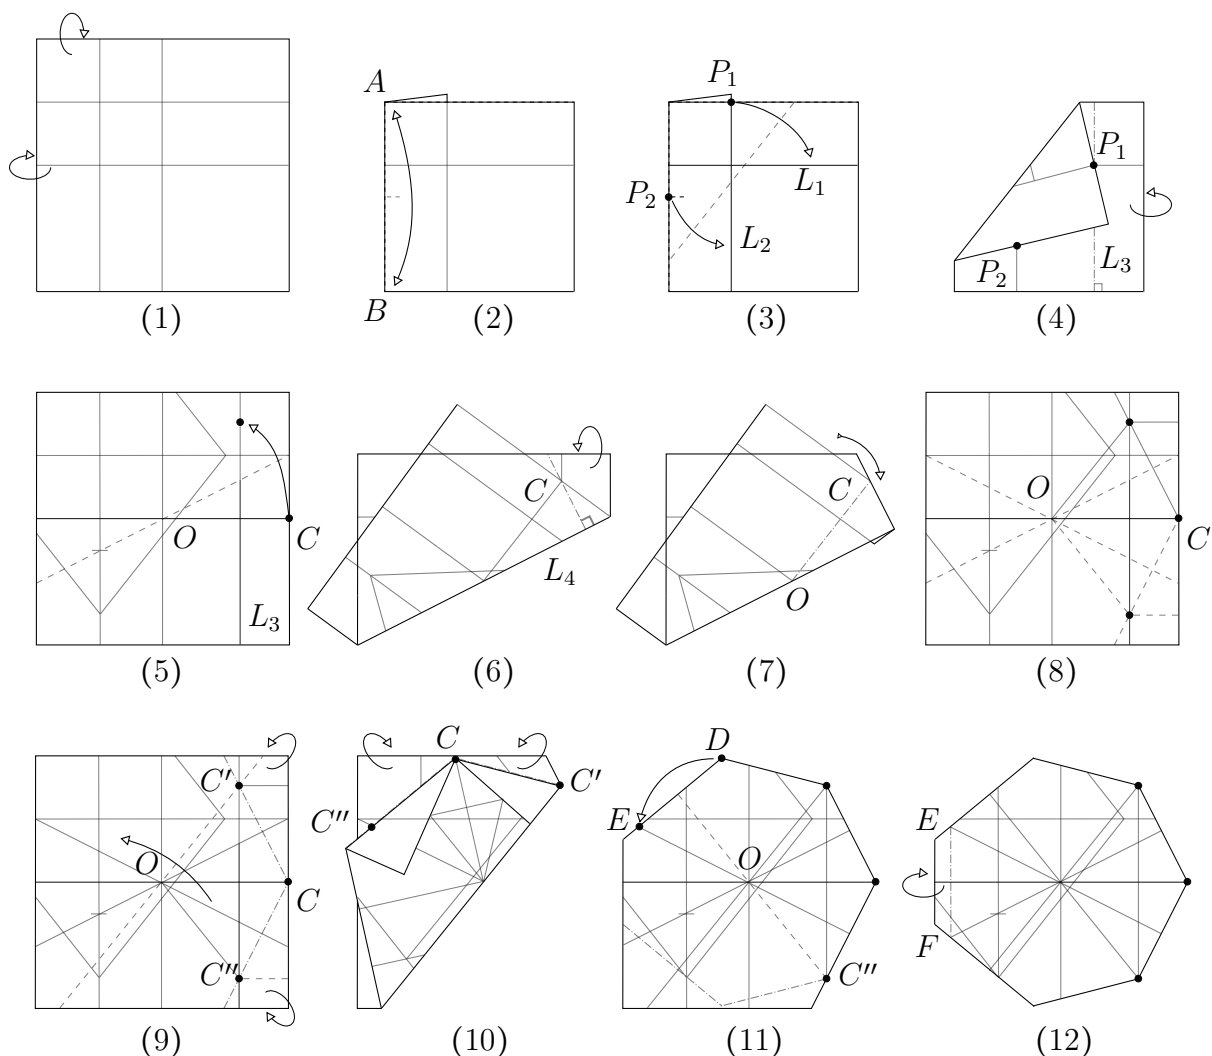 (1)
A
B
(2)
P₁
P₂
L₁
L₂
(3)
P₁
P₂
L₃
(4)
O
C
L₃
(5)
C
L₄
(6)
C
O
(7)
O
C
(8)
C′
O
C
C″
(9)
C
C′
C″
(10)
D
E
O
C″
(11)
E
F
(12)